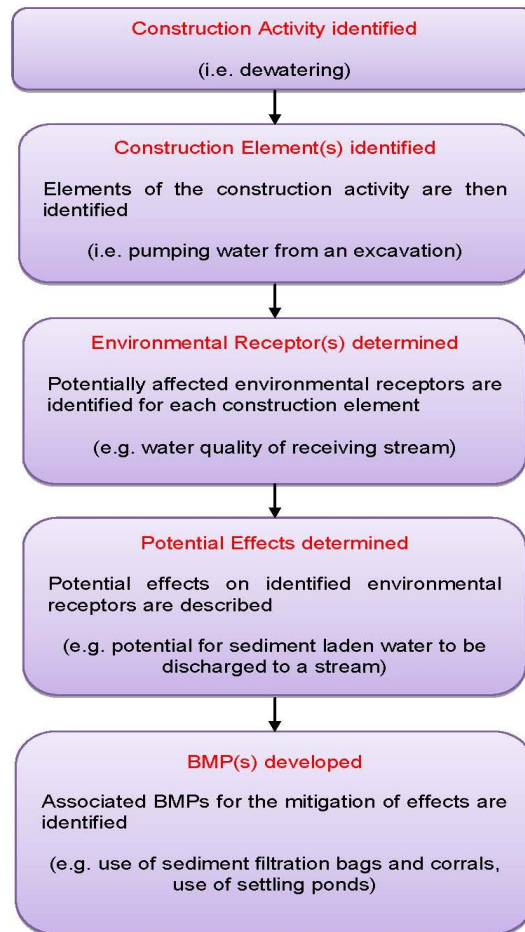 Construction Activity identified
(i.e. dewatering)
Construction Element(s) identified
Elements of the construction activity are then
identified
(i.e. pumping water from an excavation)
Environmental Receptor(s) determined
Potentially affected environmental receptors are
identified for each construction element
(e.g. water quality of receiving stream)
Potential Effects determined
Potential effects on identified environmental
receptors are described
(e.g. potential for sediment laden water to be
discharged to a stream)
BMP(s) developed
Associated BMPs for the mitigation of effects are
identified
(e.g. use of sediment filtration bags and corrals,
use of settling ponds)